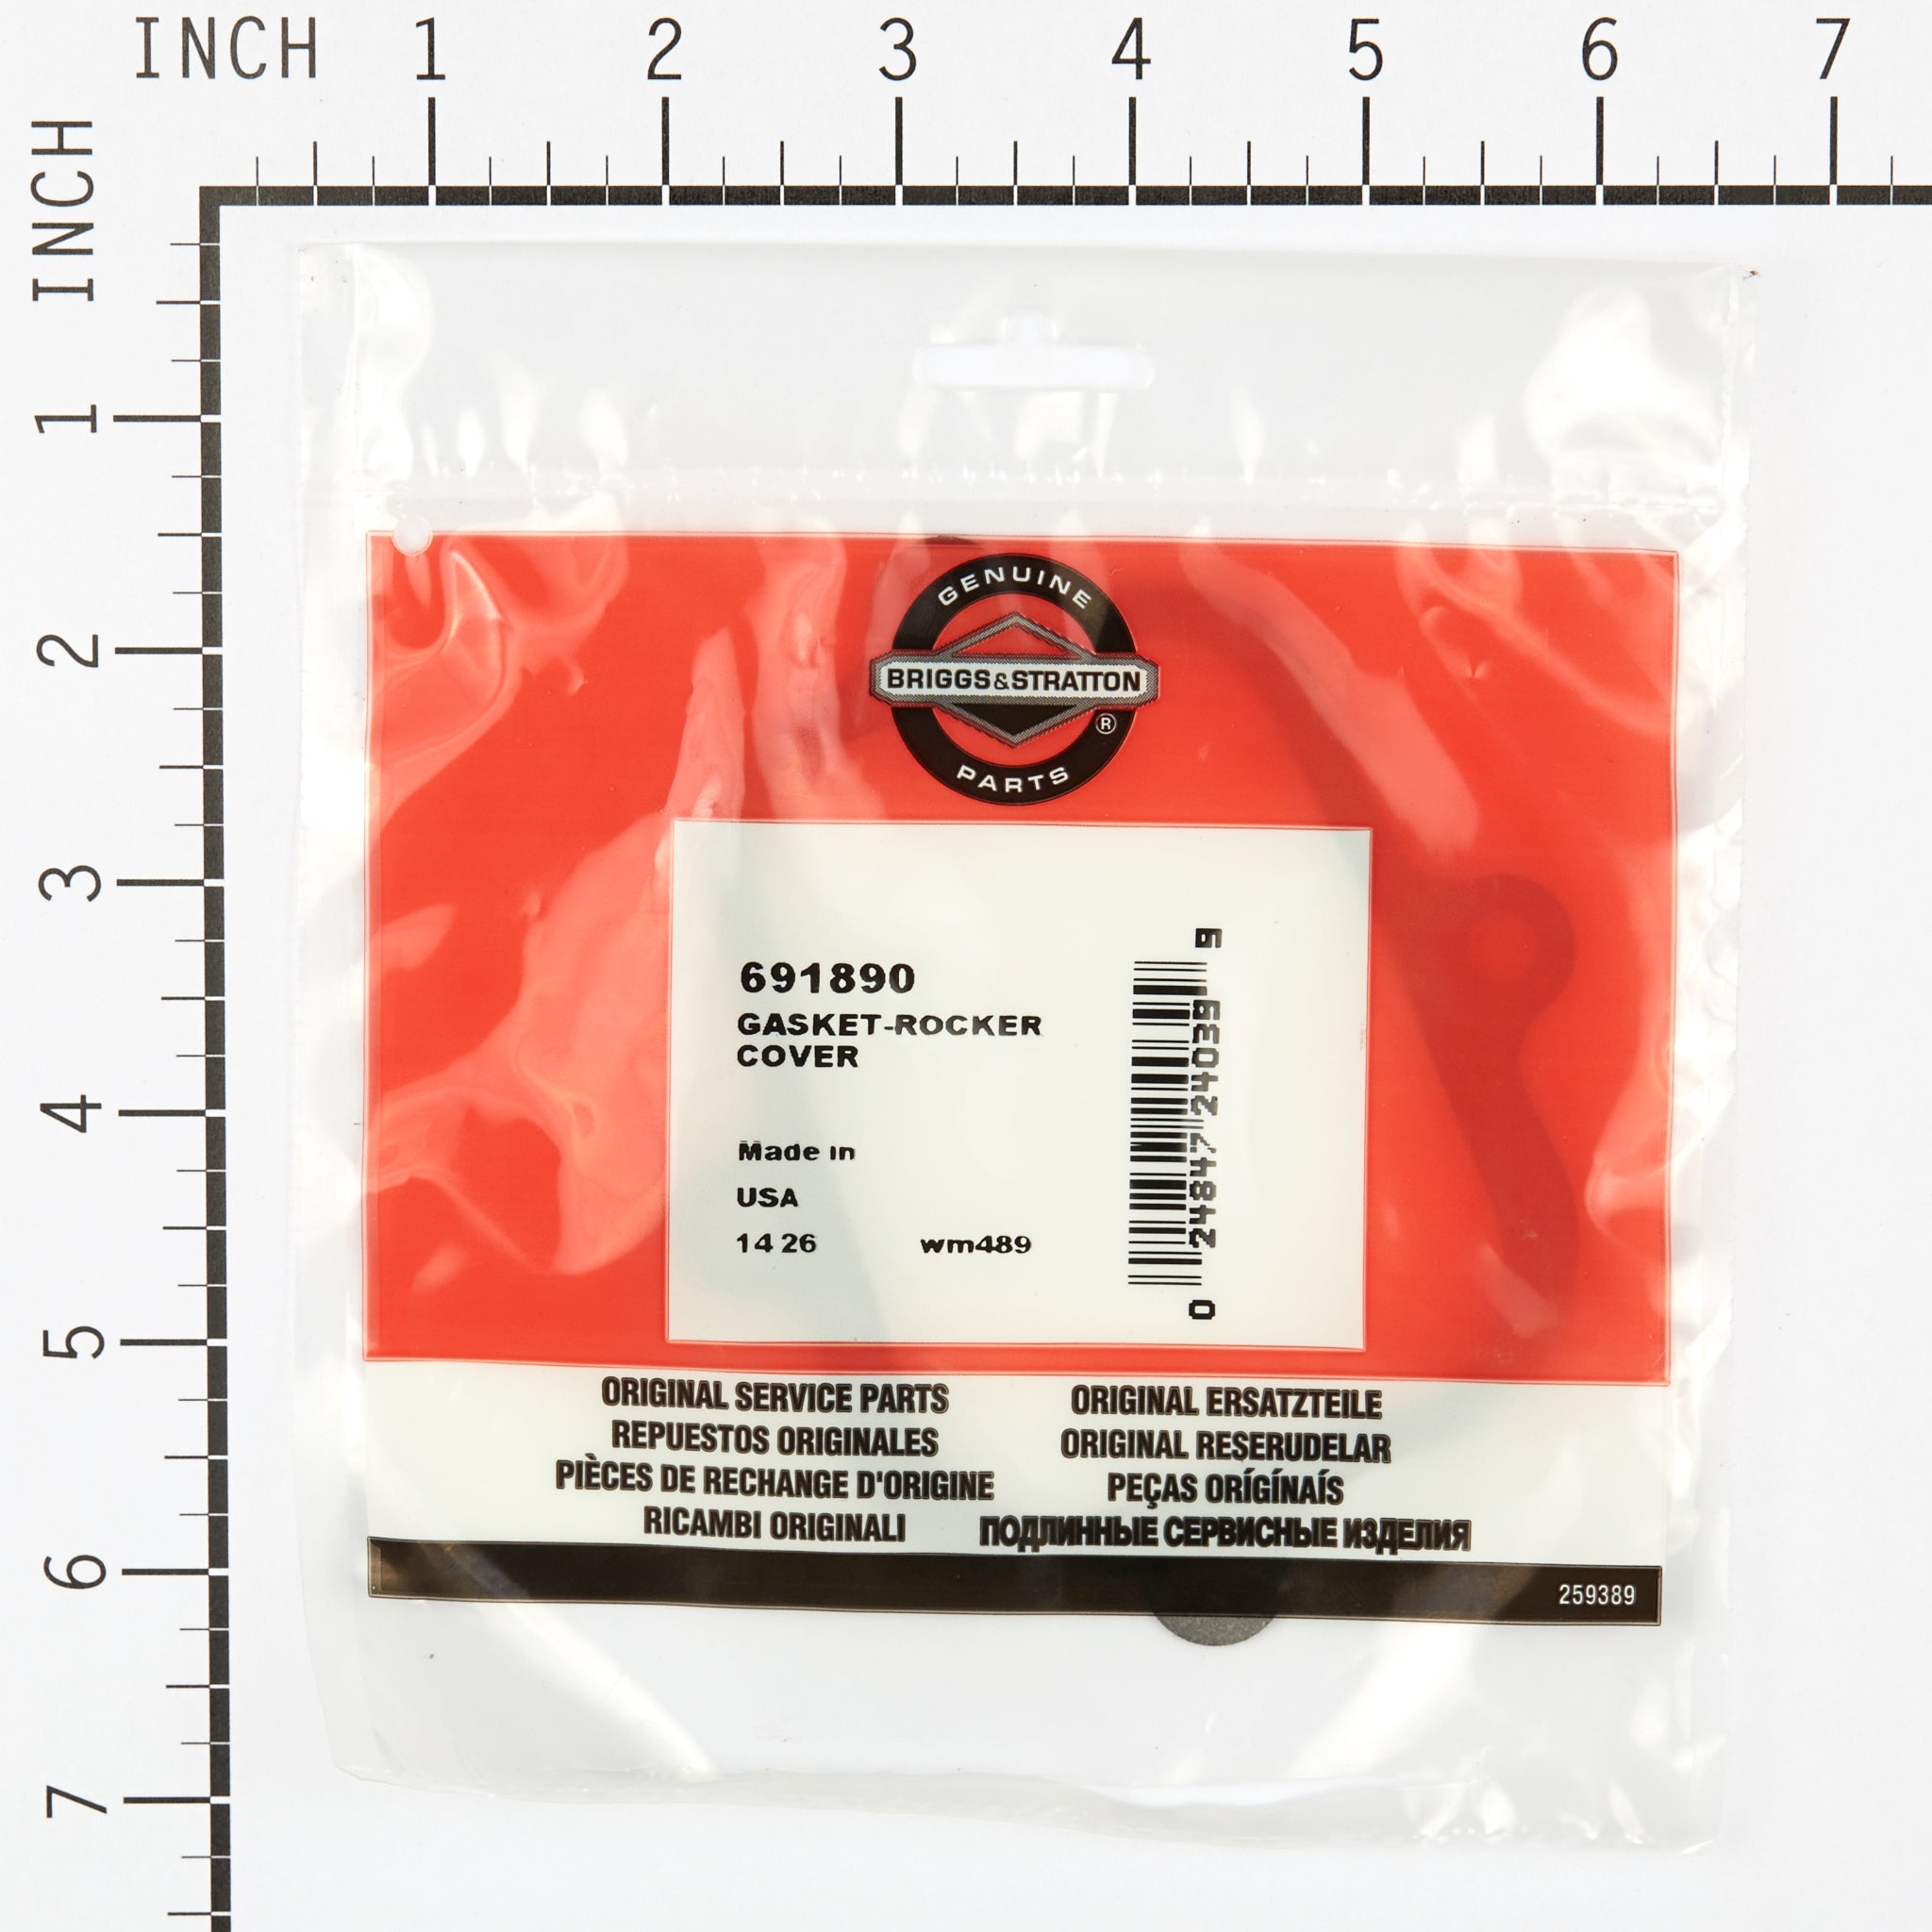 INCH 1 2 3 4 5 6 7
INCH
1
2
3
4
5
6
7
GENUINE
BRIGGS&STRATTON
®
PARTS
691890
GASKET-ROCKER
COVER
Made in
USA
14 26 wm489
0 24847 24039 9
ORIGINAL SERVICE PARTS
REPUESTOS ORIGINALES
PIÈCES DE RECHANGE D'ORIGINE
RICAMBI ORIGINALI
ORIGINAL ERSATZTEILE
ORIGINAL RESERUDELAR
PEÇAS ORÍGÍNAÍS
ПОДЛИННЫЕ СЕРВИСНЫЕ ИЗДЕЛИЯ
259389